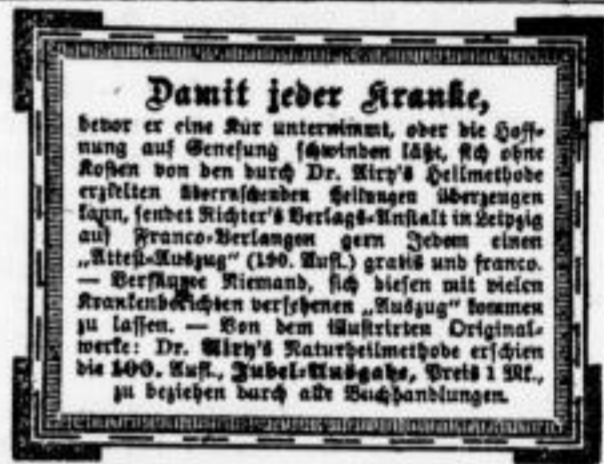 Damit jeder Kranke,
bevor er eine Kur unternimmt, oder die Hoff-
nung auf Genesung schwinden läßt, sich ohne
Kosten von den durch Dr. Airy's Heilmethode
erzielten überraschenden Heilungen überzeugen
kann, sendet Richter's Verlags-Anstalt in Leipzig
auf Franco-Verlangen gern Jedem einen
„Attest-Auszug" (190. Aufl.) gratis und franco.
— Versäume Niemand, sich diesen mit vielen
Krankenberichten versehenen „Auszug" kommen
zu lassen. — Von dem illustrirten Original-
werke: Dr. Airy's Naturheilmethode erschien
die 100. Aufl., Jubel-Ausgabe, Preis 1 Mk.,
zu beziehen durch alle Buchhandlungen.